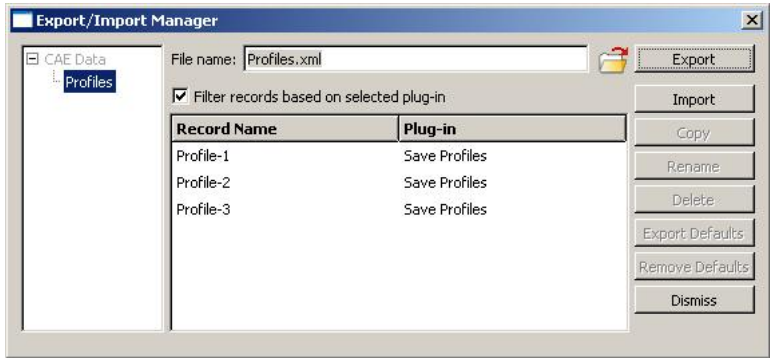 Export/Import Manager
CAE Data
Profiles
File name: Profiles.xml
Filter records based on selected plug-in
Record Name Plug-in
Profile-1 Save Profiles
Profile-2 Save Profiles
Profile-3 Save Profiles
Export
Import
Copy
Rename
Delete
Export Defaults
Remove Defaults
Dismiss